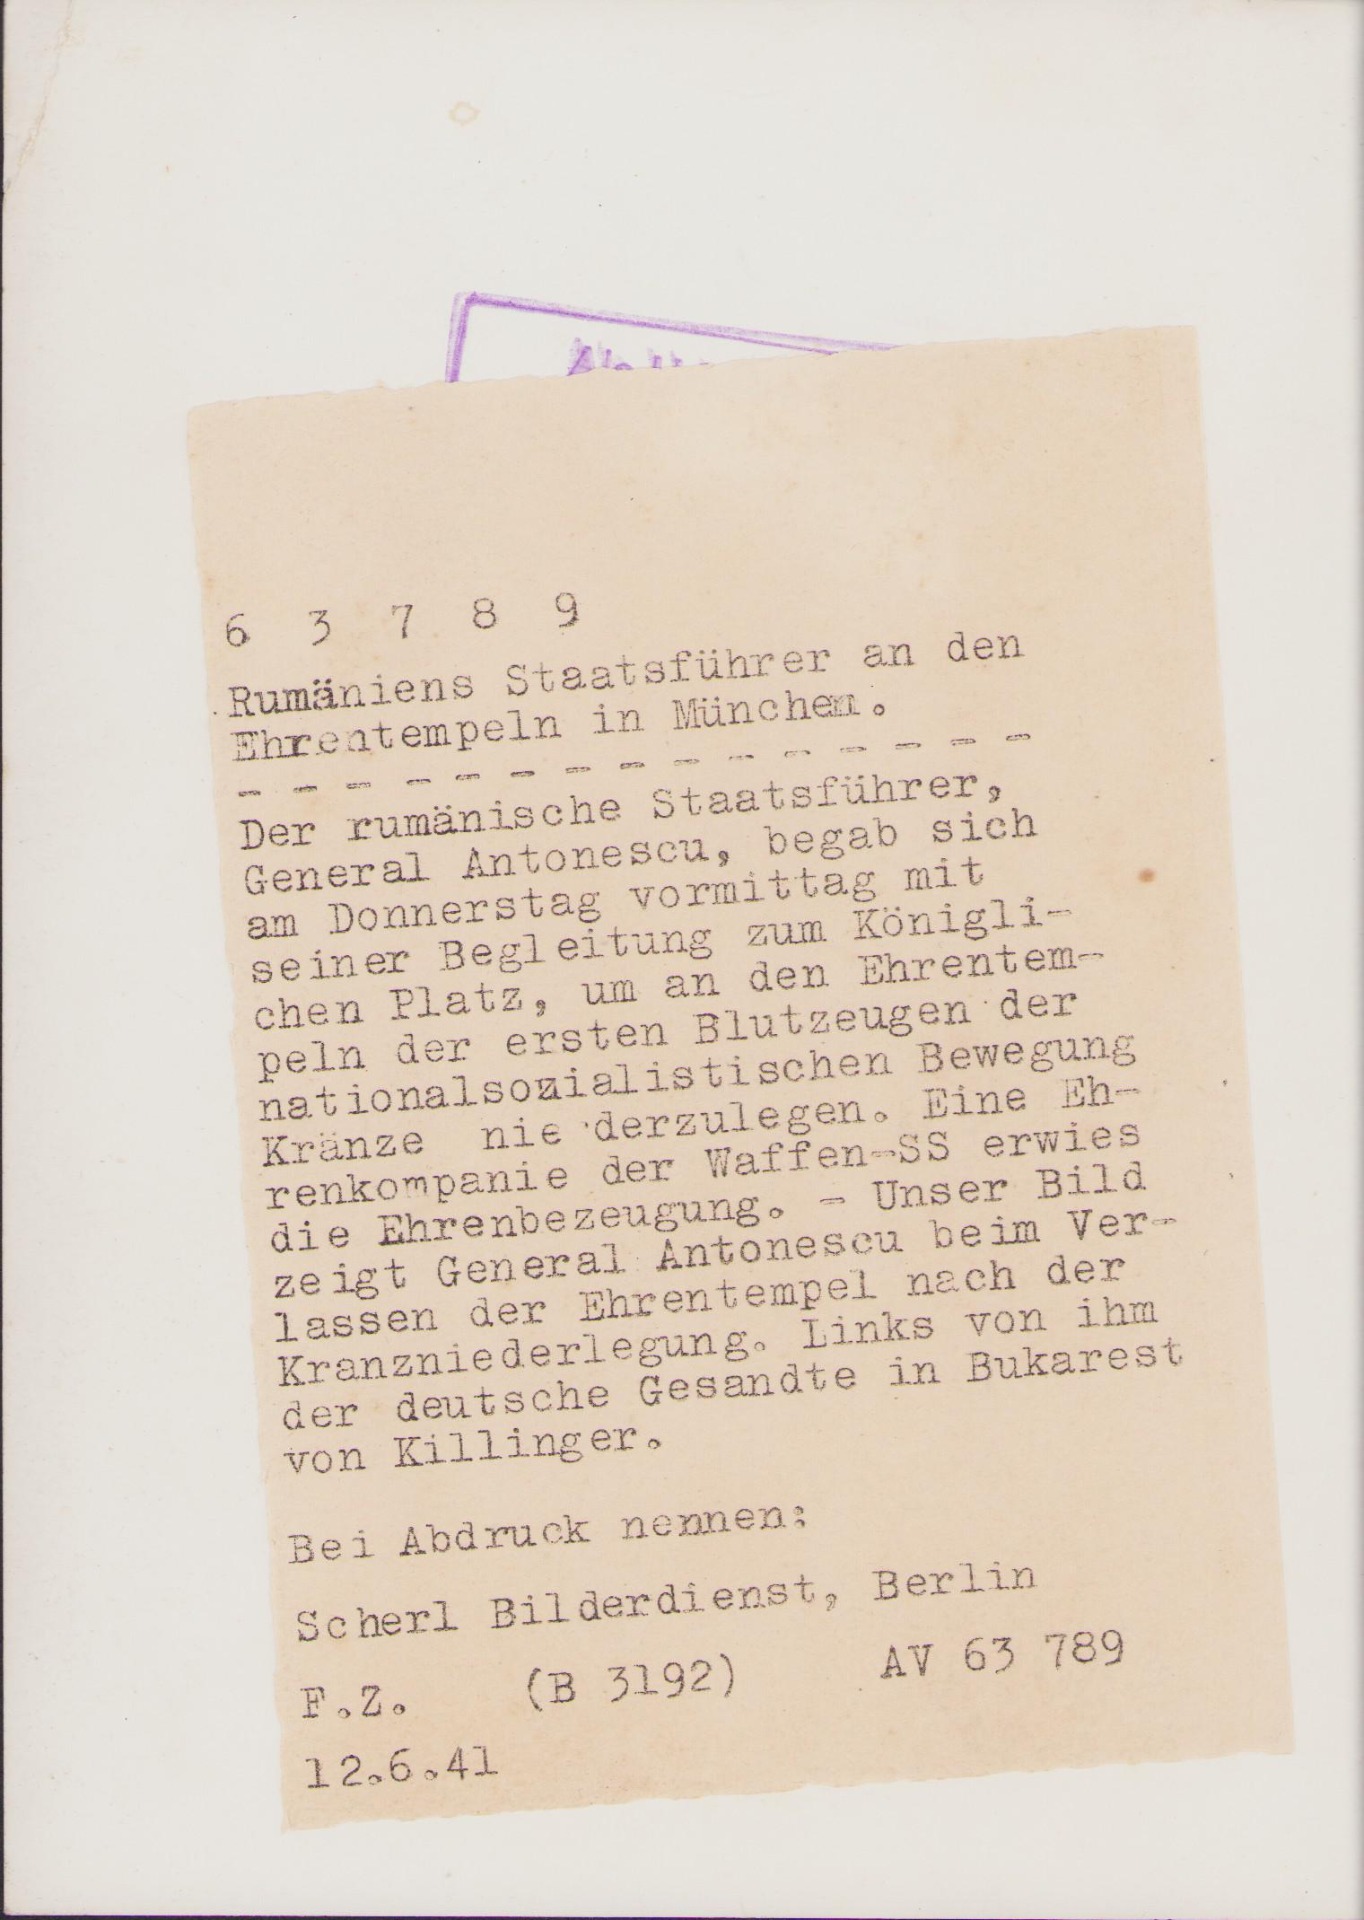 6 3 7 8 9
Rumäniens Staatsführer an den
Ehrentempeln in München.
- - - - - - - - - - - - - - -
Der rumänische Staatsführer,
General Antonescu, begab sich
am Donnerstag vormittag mit
seiner Begleitung zum Königli-
chen Platz, um an den Ehrentem-
peln der ersten Blutzeugen der
nationalsozialistischen Bewegung
Kränze nie derzulegen. Eine Eh-
renkompanie der Waffen-SS erwies
die Ehrenbezeugung. - Unser Bild
zeigt General Antonescu beim Ver-
lassen der Ehrentempel nach der
Kranzniederlegung. Links von ihm
der deutsche Gesandte in Bukarest
von Killinger.
Bei Abdruck nennen:
Scherl Bilderdienst, Berlin
F.Z. (B 3192) AV 63 789
12.6.41